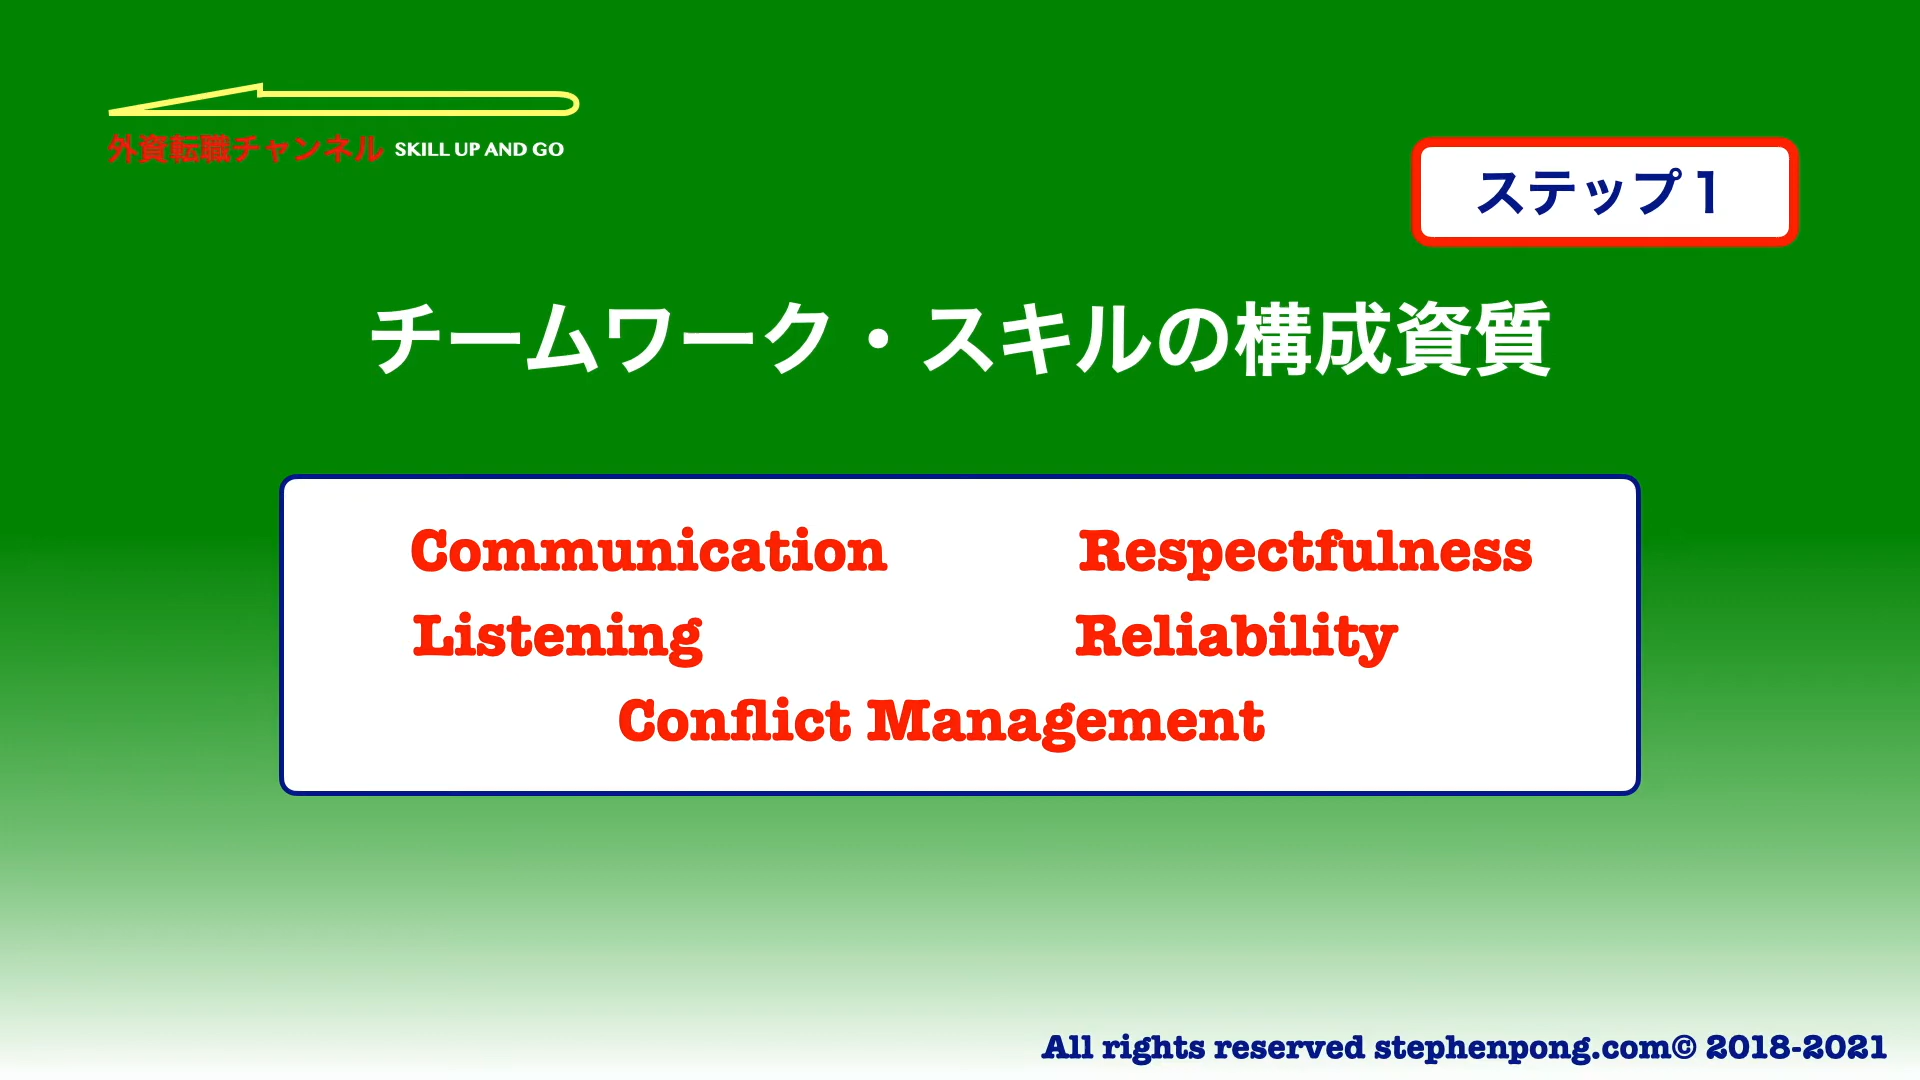 外資転職チャンネル SKILL UP AND GO
ステップ1
チームワーク・スキルの構成資質
Communication Respectfulness
Listening Reliability
Conflict Management
All rights reserved stephenpong.com© 2018-2021